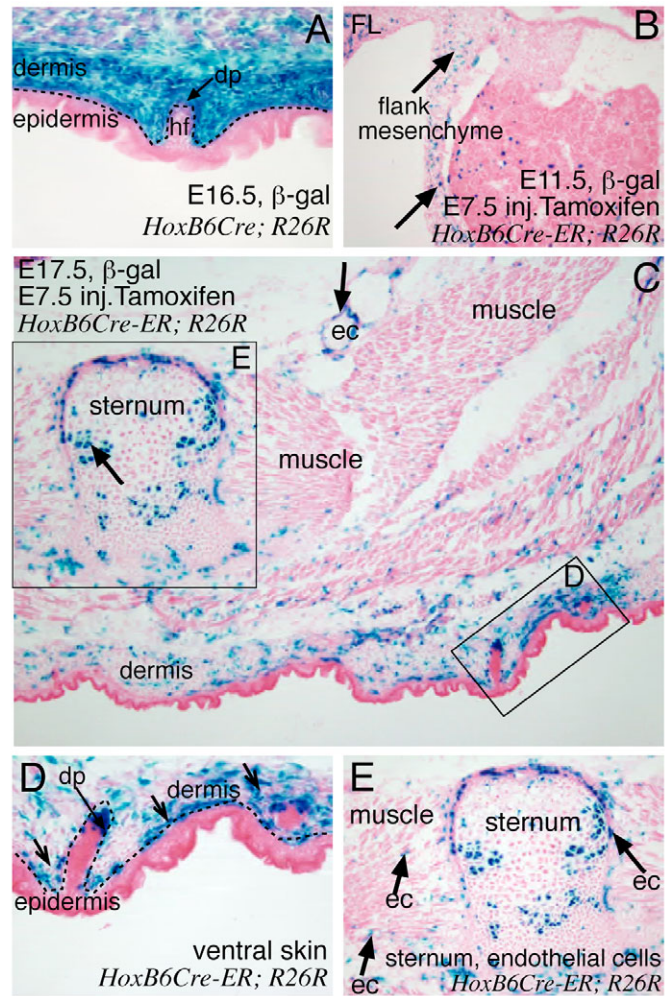 A
dermis
dp
epidermis
hf
E16.5, β-gal
HoxB6Cre; R26R
FL
B
flank
mesenchyme
E11.5, β-gal
E7.5 inj.Tamoxifen
HoxB6Cre-ER; R26R
E17.5, β-gal
E7.5 inj.Tamoxifen
HoxB6Cre-ER; R26R
C
ec
muscle
E
sternum
muscle
D
dermis
D
dp
dermis
epidermis
ventral skin
HoxB6Cre-ER; R26R
E
muscle
sternum
ec
ec
ec
sternum, endothelial cells
HoxB6Cre-ER; R26R